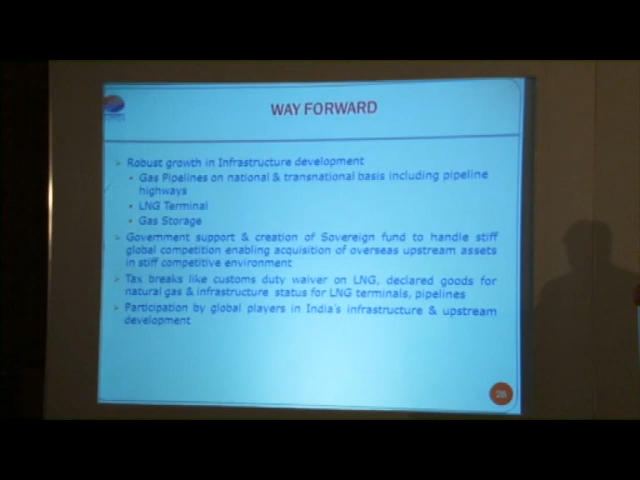 WAY FORWARD
Robust growth in Infrastructure development
Gas Pipelines on national & transnational basis including pipeline
highways
LNG Terminal
Gas Storage
Government support & creation of Sovereign fund to handle stiff
global competition enabling acquisition of overseas upstream assets
in stiff competitive environment
Tax breaks like customs duty waiver on LNG, declared goods for
natural gas & infrastructure status for LNG terminals, pipelines
Participation by global players in India's infrastructure & upstream
development